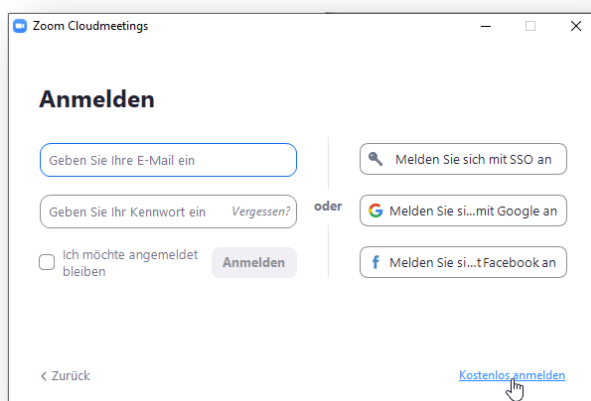 Zoom Cloudmeetings
Anmelden
Geben Sie Ihre E-Mail ein
Geben Sie Ihr Kennwort ein Vergessen?
Ich möchte angemeldet
bleiben
Anmelden
oder
Melden Sie sich mit SSO an
Melden Sie si...mit Google an
Melden Sie si...t Facebook an
< Zurück
Kostenlos anmelden